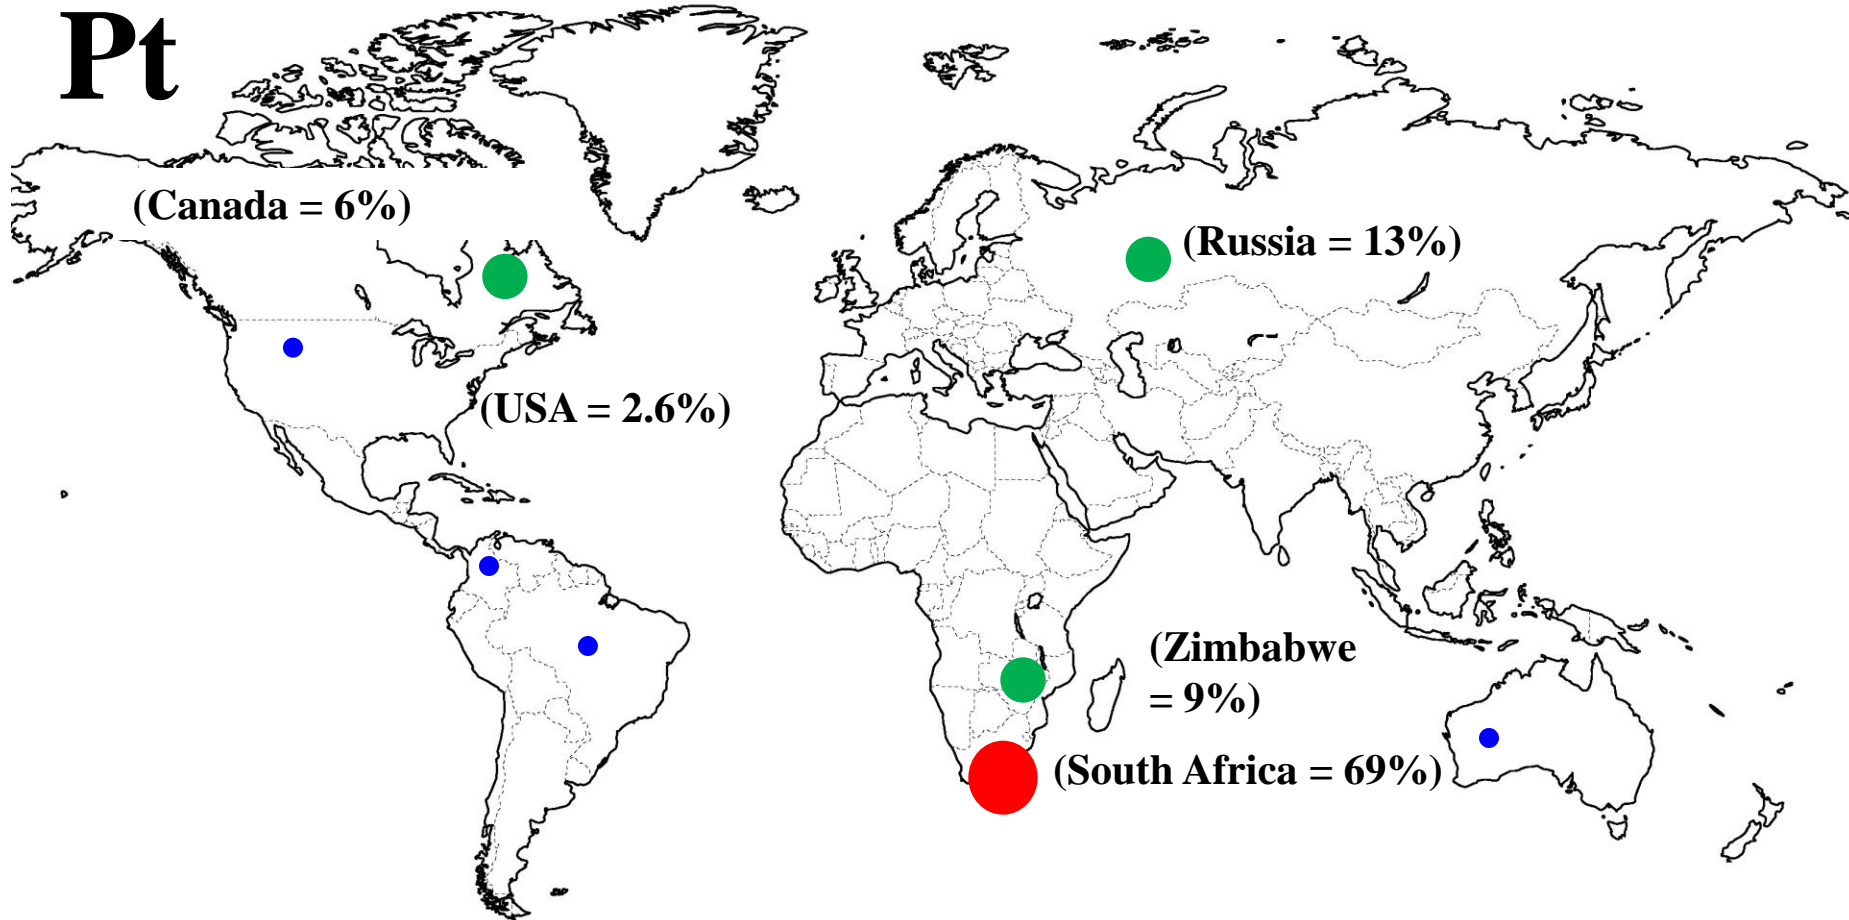 Pt
(Canada = 6%)
(Russia = 13%)
(USA = 2.6%)
(Zimbabwe
= 9%)
(South Africa = 69%)